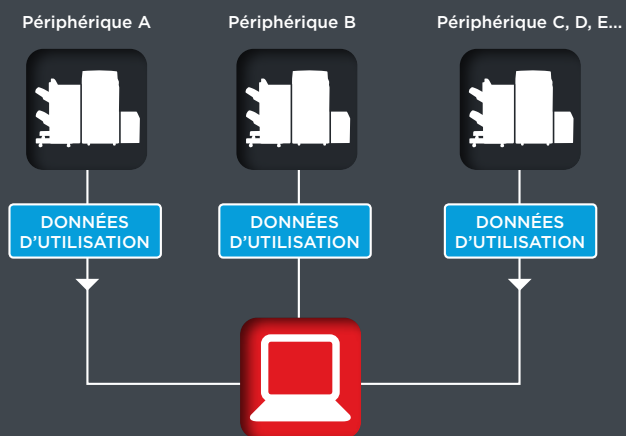 Périphérique A
Périphérique B
Périphérique C, D, E...
DONNÉES
D'UTILISATION
DONNÉES
D'UTILISATION
DONNÉES
D'UTILISATION